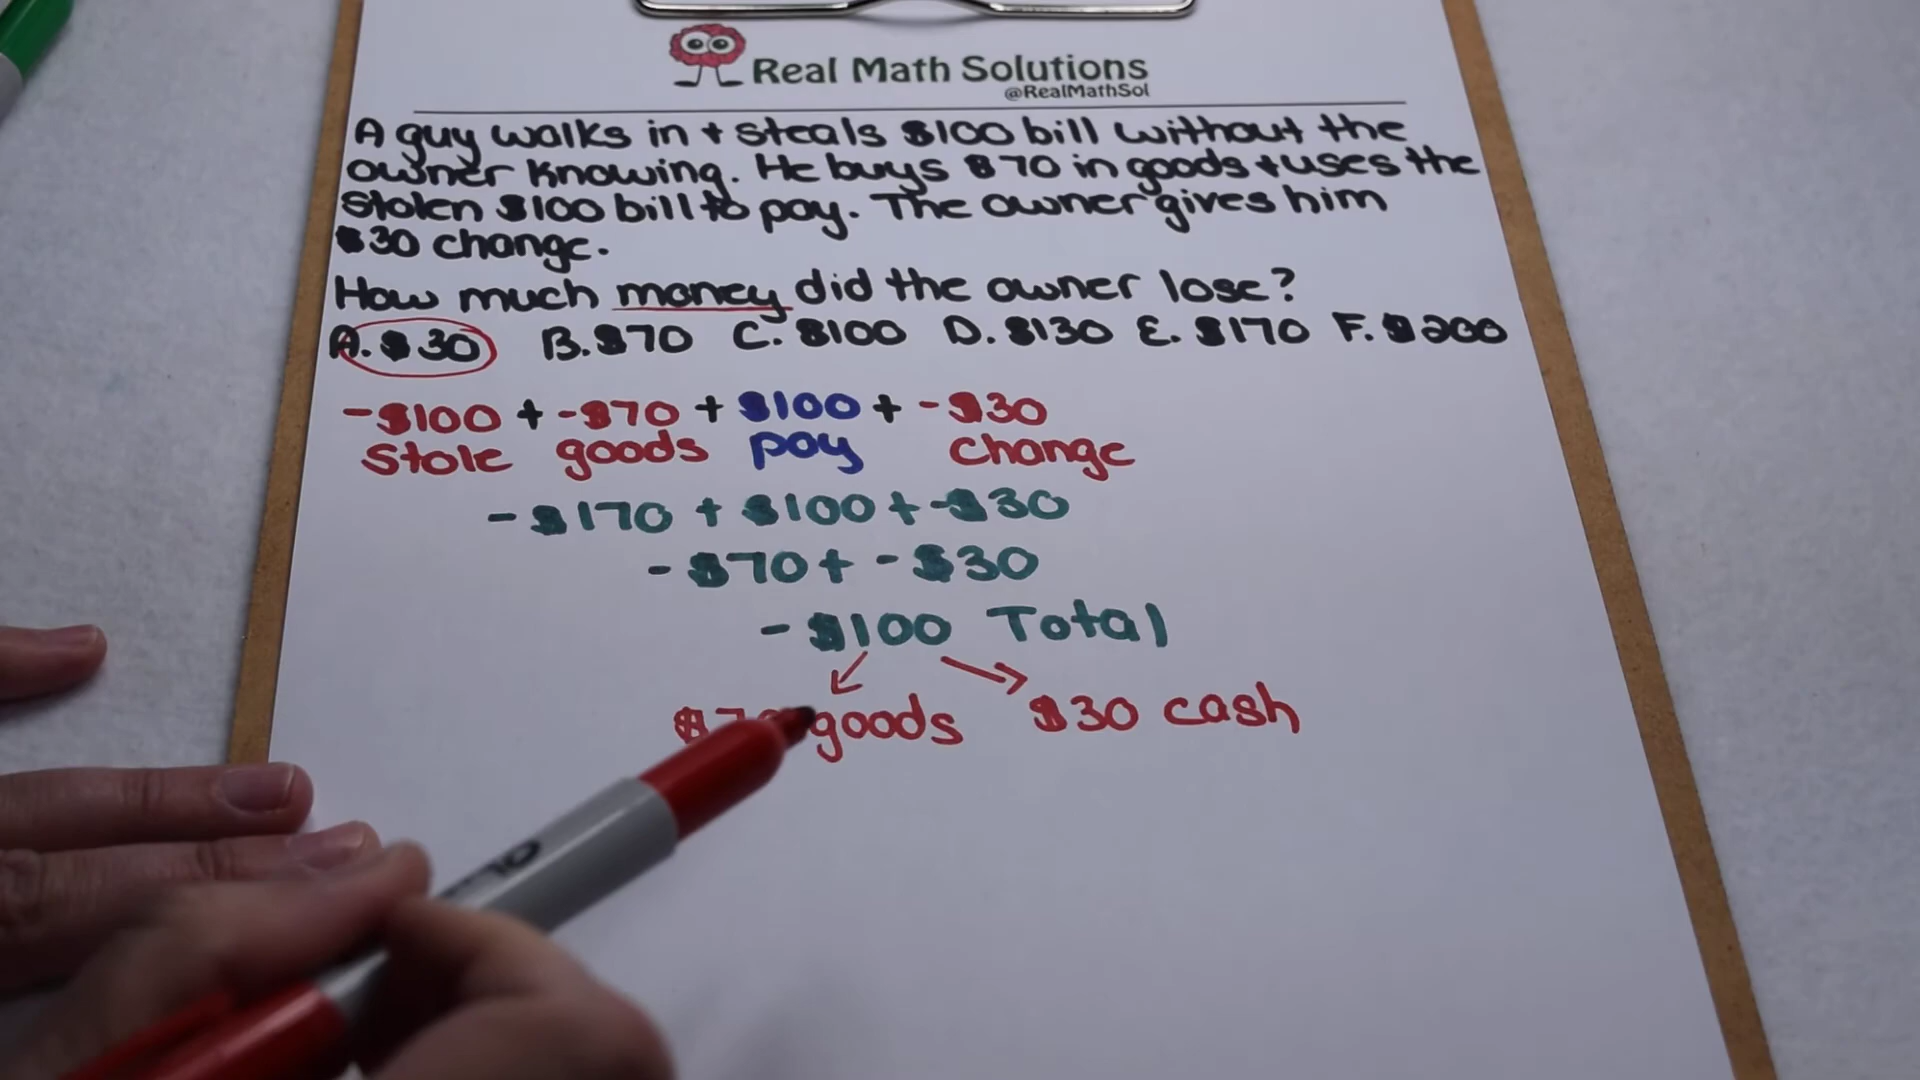 Real Math Solutions
@RealMathSol
A guy walks in + steals $100 bill without the
owner knowing. He buys $70 in goods + uses the
stolen $100 bill to pay. The owner gives him
$30 change.
How much money did the owner lose?
A. $30 B. $70 C. $100 D. $130 E. $170 F. $200
-$100 + -$70 + $100 + -$30
stole goods pay change
-$170 + $100 + -$30
-$70 + -$30
-$100 Total
goods $30 cash